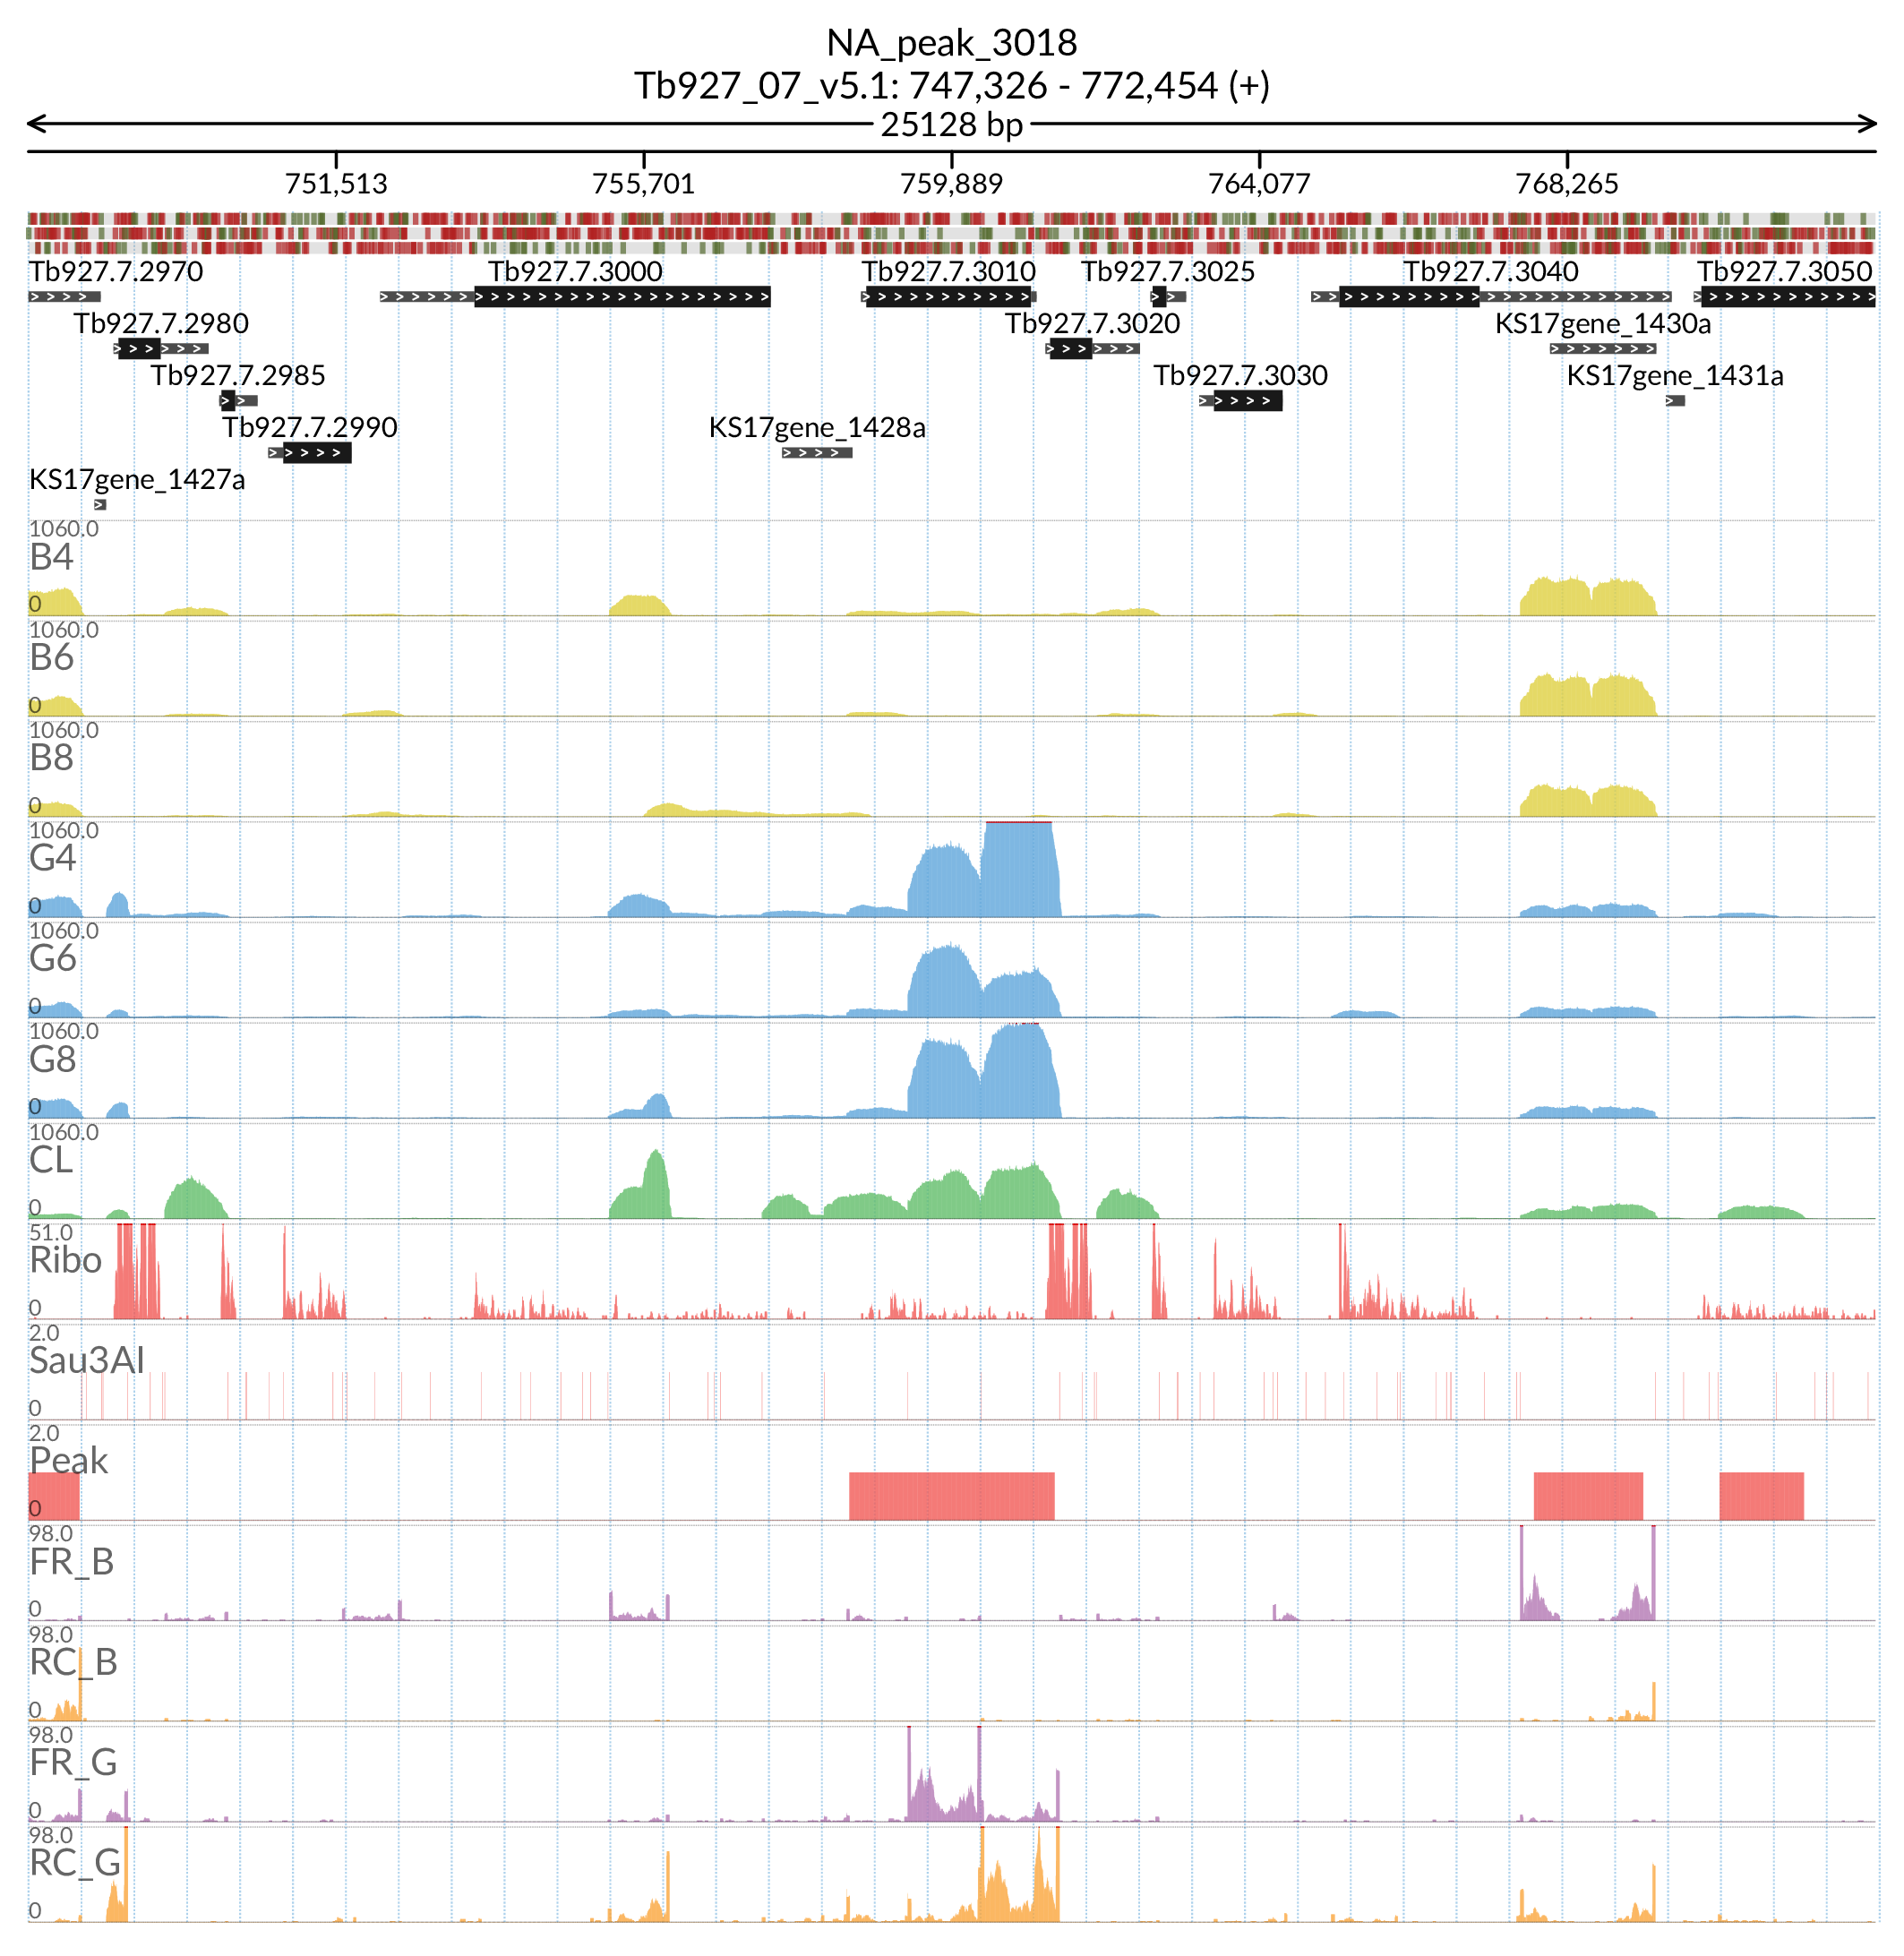 NA_peak_3018
Tb927_07_v5.1: 747,326 - 772,454 (+)
25128 bp
751,513 755,701 759,889 764,077 768,265
Tb927.7.2970 Tb927.7.3000 Tb927.7.3010 Tb927.7.3025 Tb927.7.3040 Tb927.7.3050
Tb927.7.2980 Tb927.7.3020 KS17gene_1430a
Tb927.7.2985 Tb927.7.3030 KS17gene_1431a
Tb927.7.2990 KS17gene_1428a
KS17gene_1427a
1060.0
B4
0
1060.0
B6
0
1060.0
B8
0
1060.0
G4
0
1060.0
G6
0
1060.0
G8
0
1060.0
CL
0
51.0
Ribo
0
2.0
Sau3AI
0
2.0
Peak
0
98.0
FR_B
0
98.0
RC_B
0
98.0
FR_G
0
98.0
RC_G
0